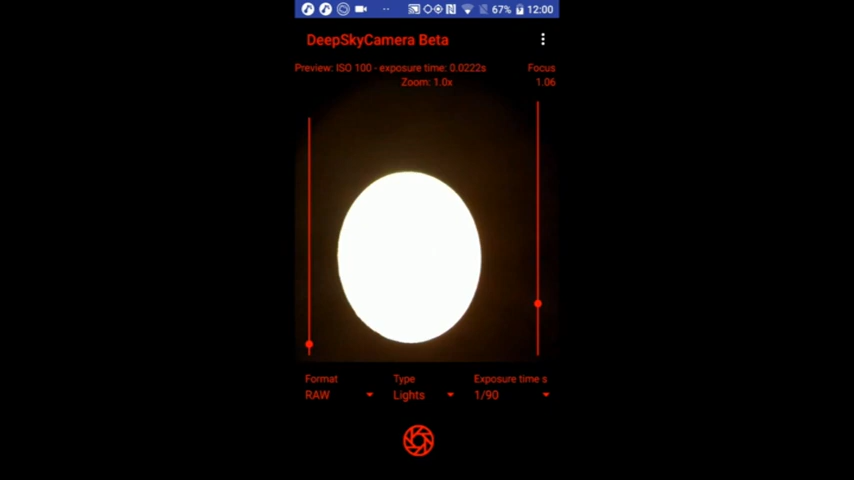 67% 12:00
DeepSkyCamera Beta
Preview: ISO 100 - exposure time: 0.0222s
Zoom: 1.0x
Focus
1.06
Format
Type
Exposure time s
RAW
Lights
1/90